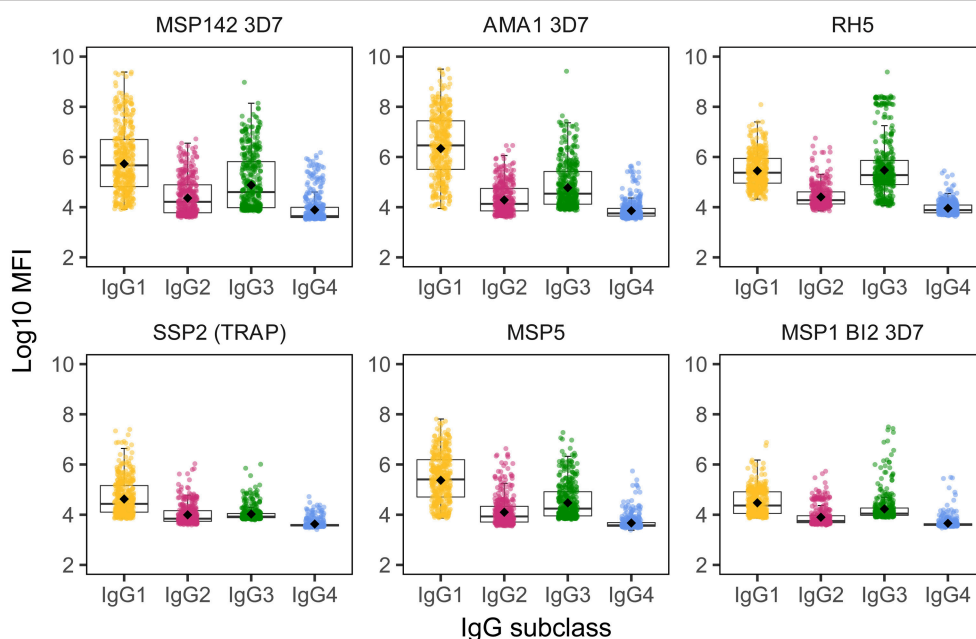 MSP142 3D7
AMA1 3D7
RH5
10
8
6
4
2
10
8
6
4
2
10
8
6
4
2
IgG1 IgG2 IgG3 IgG4
IgG1 IgG2 IgG3 IgG4
IgG1 IgG2 IgG3 IgG4
Log10 MFI
SSP2 (TRAP)
MSP5
MSP1 BI2 3D7
10
8
6
4
2
10
8
6
4
2
10
8
6
4
2
IgG1 IgG2 IgG3 IgG4
IgG1 IgG2 IgG3 IgG4
IgG1 IgG2 IgG3 IgG4
IgG subclass